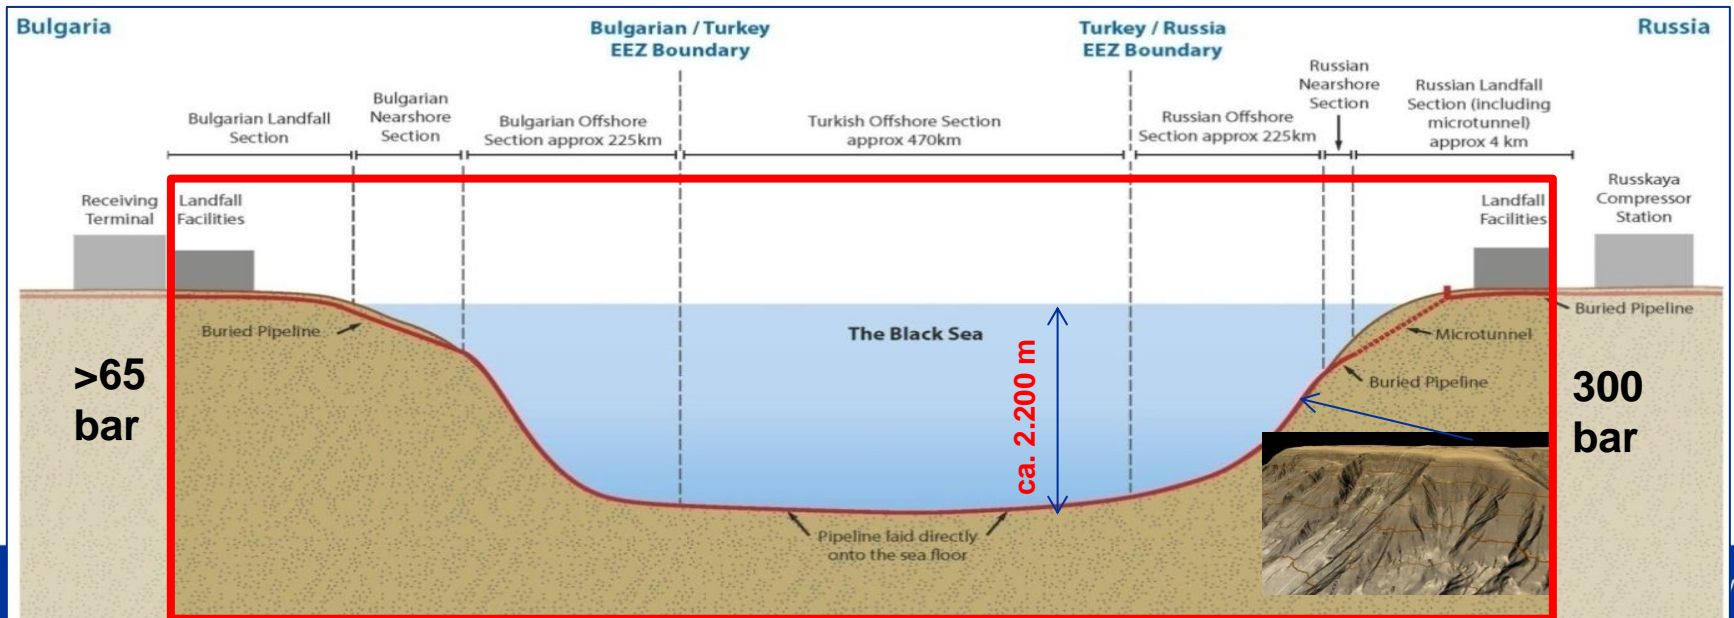 Bulgaria
Bulgarian / Turkey
EEZ Boundary
Turkey / Russia
EEZ Boundary
Russia
Bulgarian Landfall
Section
Bulgarian
Nearshore
Section
Bulgarian Offshore
Section approx 225km
Turkish Offshore Section
approx 470km
Russian Offshore
Section approx 225km
Russian
Nearshore
Section
Russian Landfall
Section (including
microtunnel)
approx 4 km
Receiving
Terminal
Landfall
Facilities
Landfall
Facilities
Russkaya
Compressor
Station
Buried Pipeline
The Black Sea
ca. 2.200 m
Buried Pipeline
Microtunnel
Buried Pipeline
>65
bar
300
bar
Pipeline laid directly
onto the sea floor